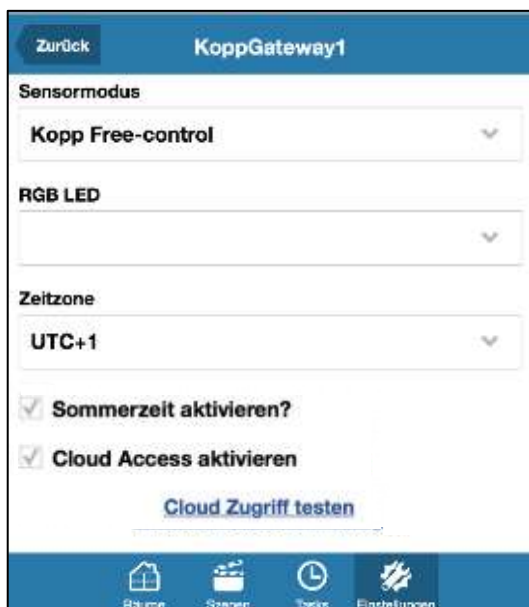 Zurück
KoppGateway1
Sensormodus
Kopp Free-control
RGB LED
Zeitzone
UTC+1
Sommerzeit aktivieren?
Cloud Access aktivieren
Cloud Zugriff testen
Räume Szenen Tasks Einstellungen